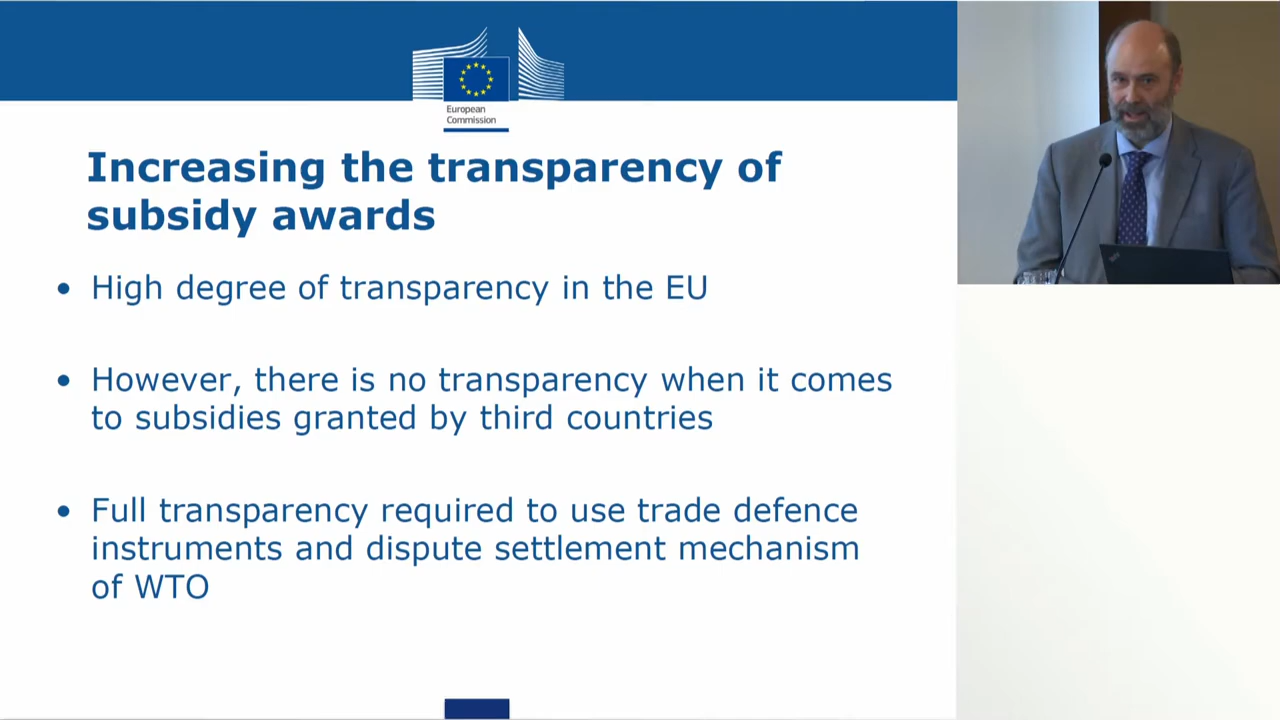 European
Commission
Increasing the transparency of
subsidy awards
• High degree of transparency in the EU
• However, there is no transparency when it comes
to subsidies granted by third countries
• Full transparency required to use trade defence
instruments and dispute settlement mechanism
of WTO